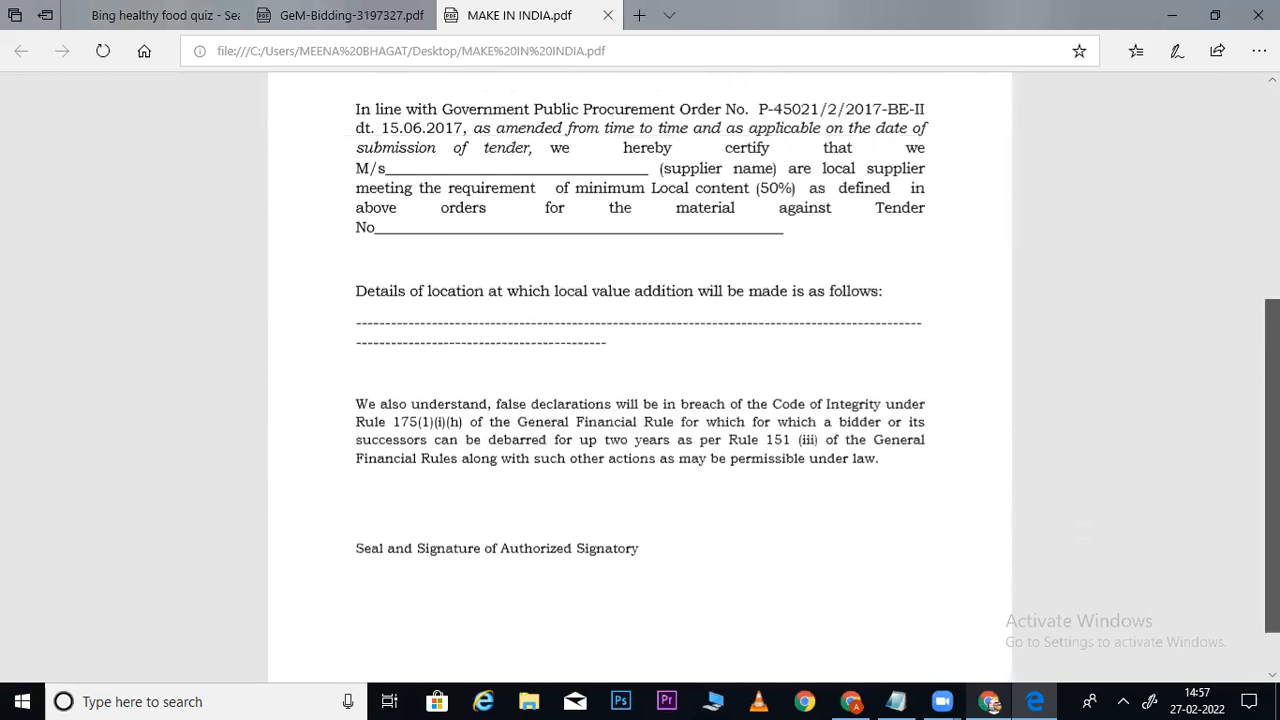 Bing healthy food quiz - Se
GeM-Bidding-3197327.pdf
MAKE IN INDIA.pdf
file:///C:/Users/MEENA%20BHAGAT/Desktop/MAKE%20IN%20INDIA.pdf
In line with Government Public Procurement Order No. P-45021/2/2017-BE-II
dt. 15.06.2017, as amended from time to time and as applicable on the date of
submission of tender, we hereby certify that we
M/s____________________________ (supplier name) are local supplier
meeting the requirement of minimum Local content (50%) as defined in
above orders for the material against Tender
No____________________________________________
Details of location at which local value addition will be made is as follows:
-------------------------------------------------------------------------------------------------
-------------------------------------------
We also understand, false declarations will be in breach of the Code of Integrity under
Rule 175(1)(i)(h) of the General Financial Rule for which for which a bidder or its
successors can be debarred for up two years as per Rule 151 (iii) of the General
Financial Rules along with such other actions as may be permissible under law.
Seal and Signature of Authorized Signatory
Activate Windows
Go to Settings to activate Windows.
Type here to search
14:57
27-02-2022